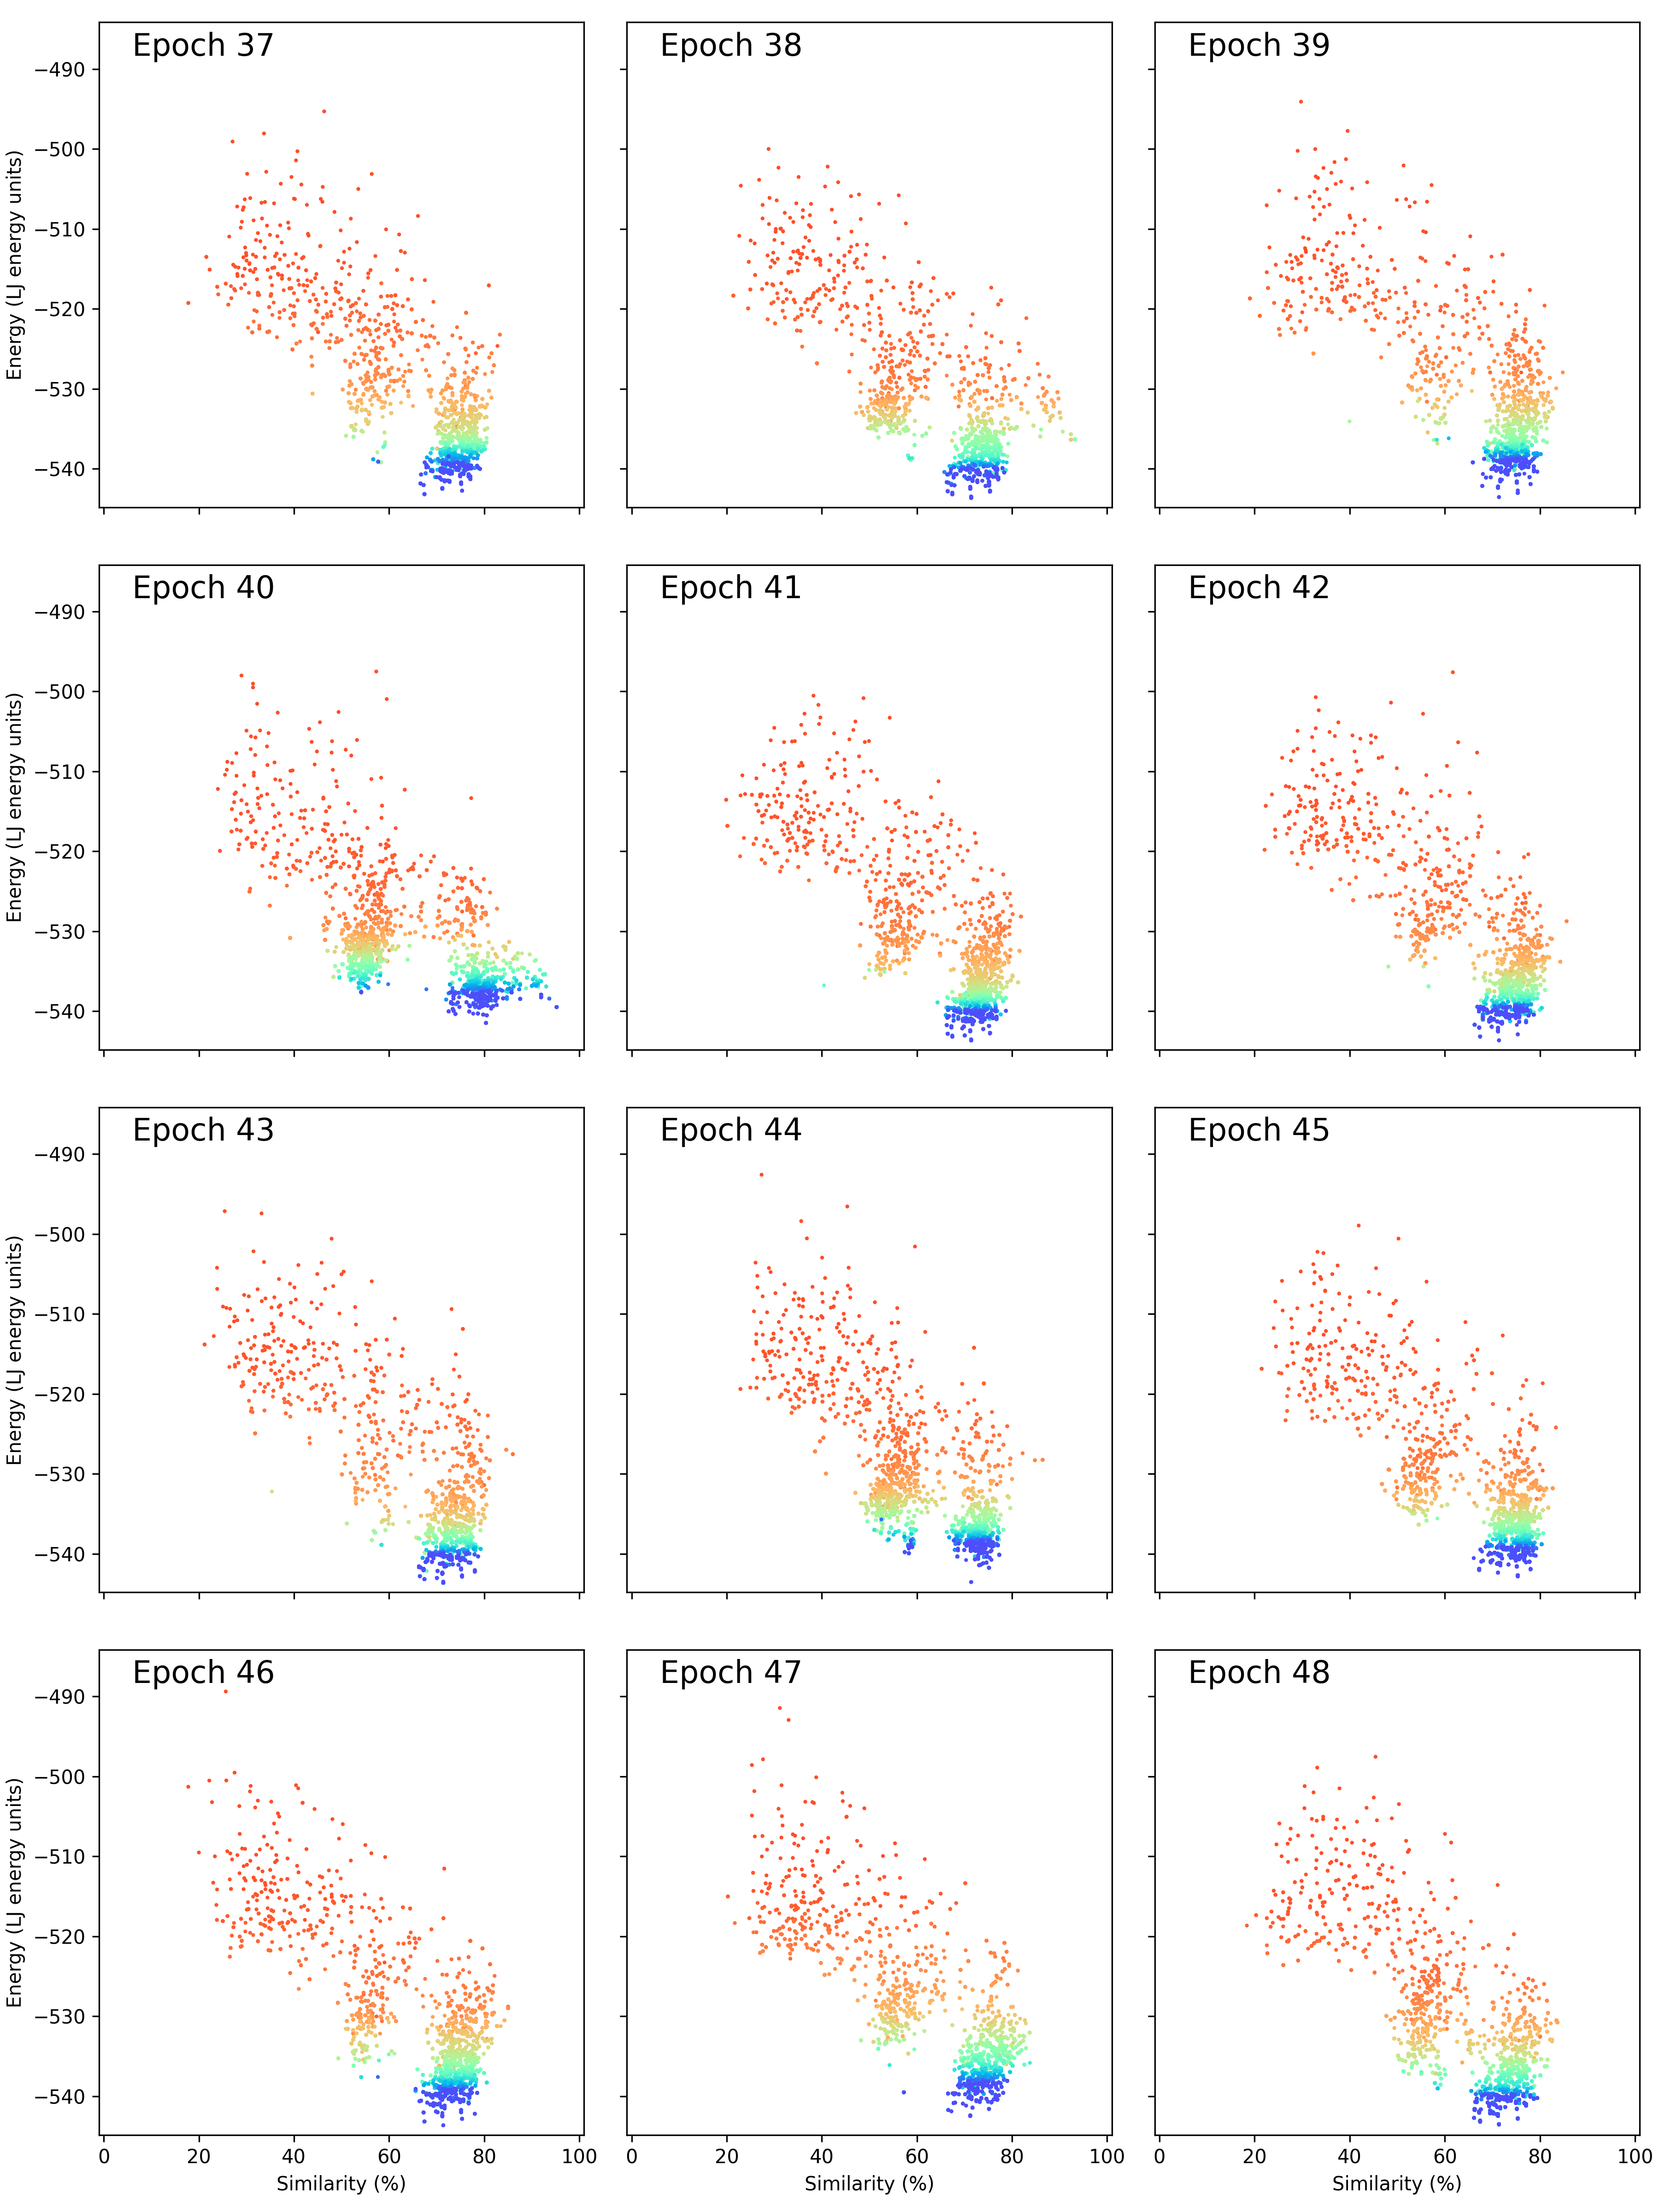 Epoch 37
Epoch 38
Epoch 39
Energy (LJ energy units)
−490
−500
−510
−520
−530
−540
0
20
40
60
80
100
0
20
40
60
80
100
0
20
40
60
80
100
Epoch 40
Epoch 41
Epoch 42
Energy (LJ energy units)
−490
−500
−510
−520
−530
−540
Epoch 43
Epoch 44
Epoch 45
Energy (LJ energy units)
−490
−500
−510
−520
−530
−540
Epoch 46
Epoch 47
Epoch 48
Energy (LJ energy units)
−490
−500
−510
−520
−530
−540
Similarity (%)
Similarity (%)
Similarity (%)